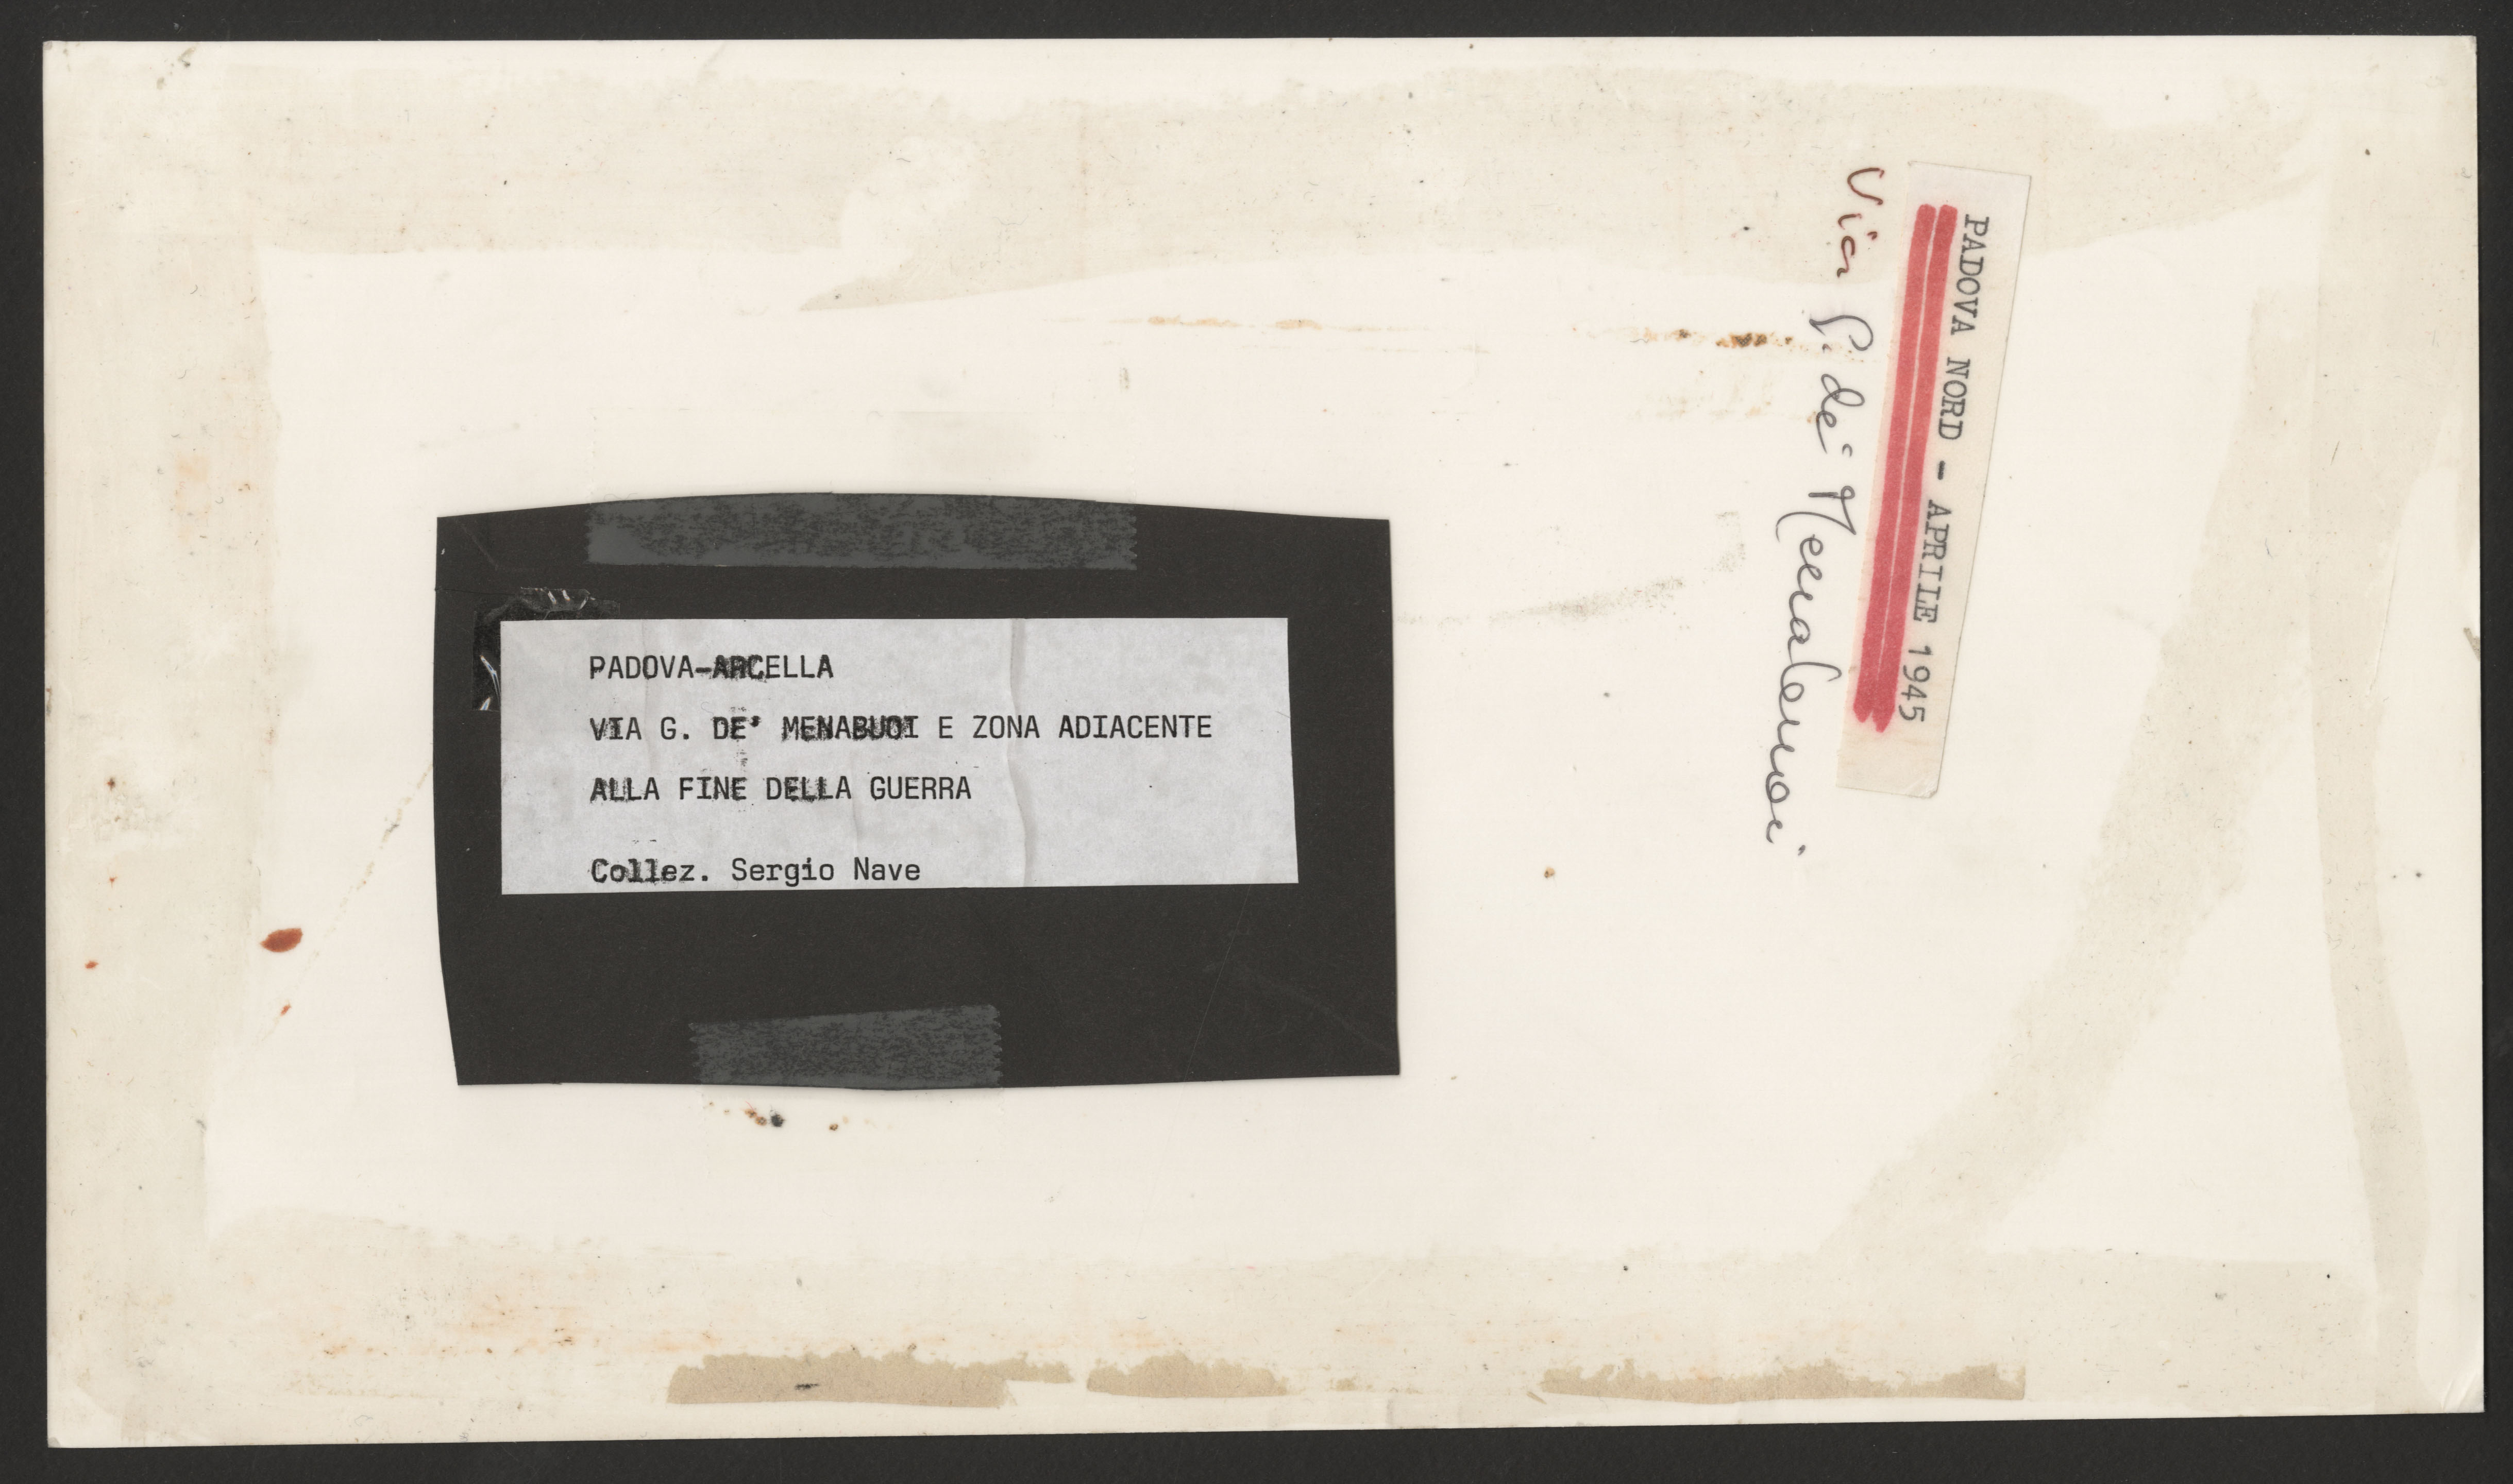 PADOVA-ARCELLA
VIA G. DE' MENABUOI E ZONA ADIACENTE
ALLA FINE DELLA GUERRA
Collez. Sergio Nave
PADOVA NORD - APRILE 1945
Via G. de' Menabuoi